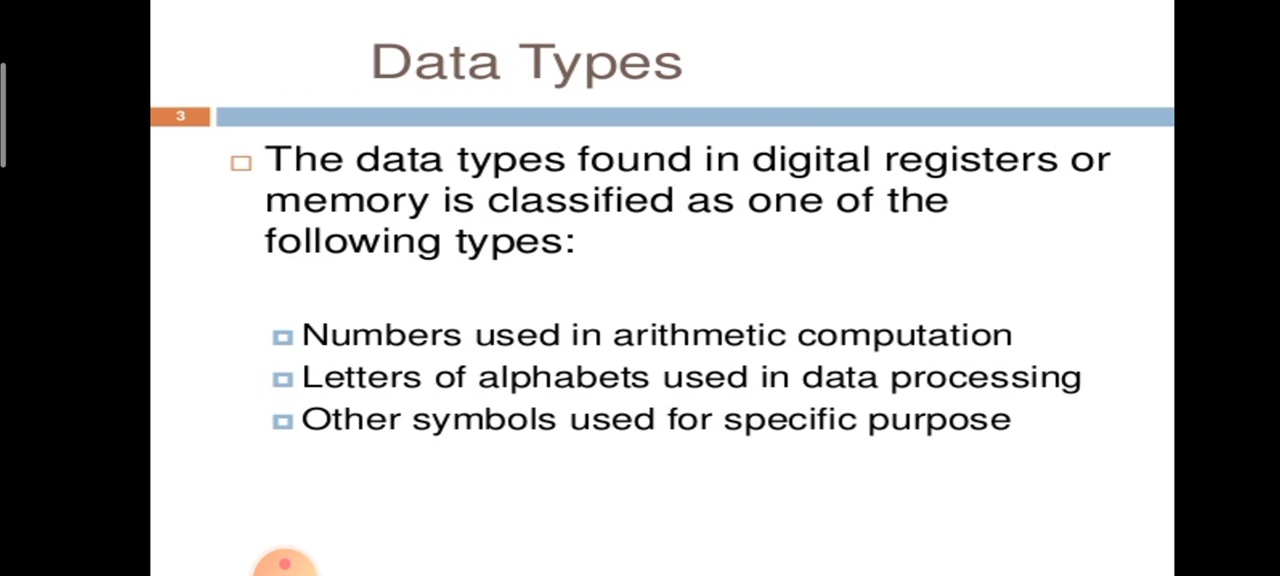 Data Types
3
The data types found in digital registers or
memory is classified as one of the
following types:
Numbers used in arithmetic computation
Letters of alphabets used in data processing
Other symbols used for specific purpose